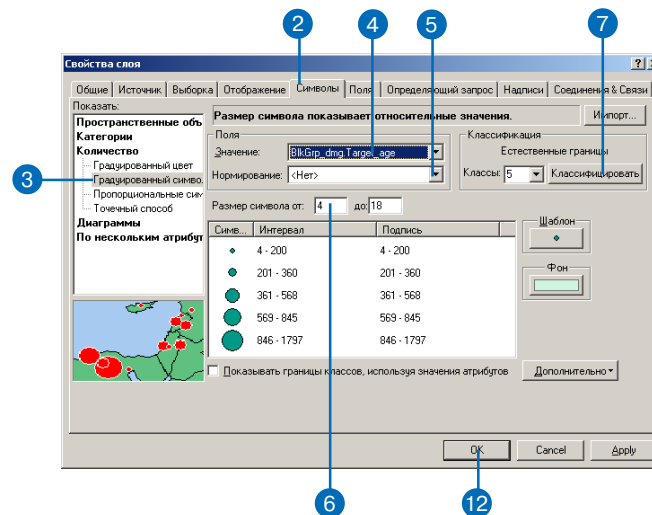 2 4 5 7
Свойства слоя
Общие Источник Выборка Отображение Символы Поля Определяющий запрос Надписи Соединения & Связи
Показать:
Пространственные объ
Категории
Количество
Градуированный цвет
3
Градуированный симво.
Пропорциональные сим
Точечный способ
Диаграммы
По нескольким атрибут
Размер символа показывает относительные значения.
Импорт...
Поля
Значение: BlkGrp_dmg.Target_age
Нормирование: <Нет>
Классификация
Естественные границы
Классы: 5 Классифицировать
Размер символа от: 4 до: 18
Симв... Интервал Подпись
4 - 200 4 - 200
201 - 360 201 - 360
361 - 568 361 - 568
569 - 845 569 - 845
846 - 1797 846 - 1797
Шаблон
Фон
Показывать границы классов, используя значения атрибутов
Дополнительно
OK Cancel Apply
6 12